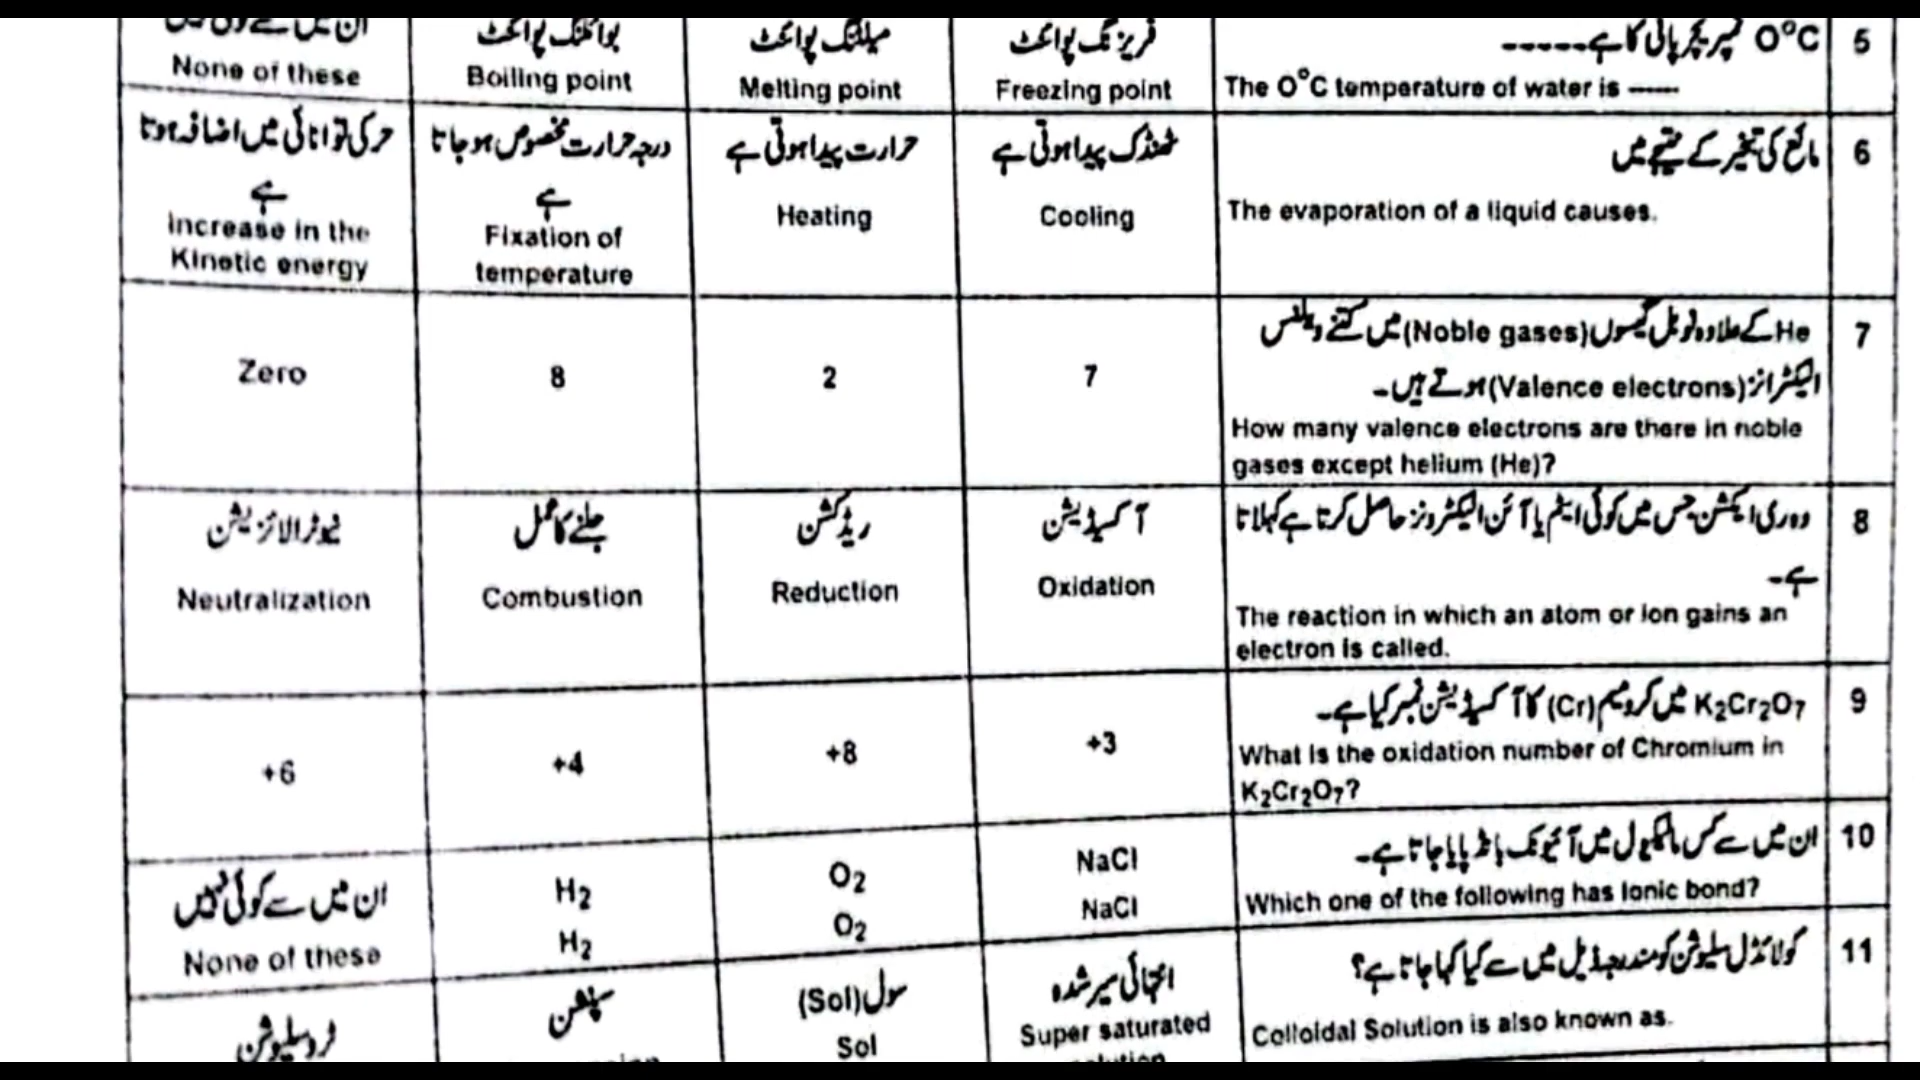 5
0°C ٹمپریچر پانی کا ہے-----
The 0°C temperature of water is -----
فریزنگ پوائنٹ
Freezing point
میلٹنگ پوائنٹ
Melting point
بوائلنگ پوائنٹ
Boiling point
None of these
6
مائع کی تبخیر کے نتیجے میں
The evaporation of a liquid causes.
ٹھنڈک پیدا ہوتی ہے
Cooling
حرارت پیدا ہوتی ہے
Heating
درجہ حرارت مخصوص ہو جاتا
ہے
Fixation of
temperature
حرکی توانائی میں اضافہ ہوتا
ہے
Increase in the
Kinetic energy
7
He کے علاوہ نوبل گیسوں (Noble gases) میں کتنے ویلنس
الیکٹرانز (Valence electrons) ہوتے ہیں۔
How many valence electrons are there in noble
gases except helium (He)?
7
2
8
Zero
8
وہ ری ایکشن جس میں کوئی ایٹم یا آئن الیکٹرونز حاصل کرتا ہے کہلاتا
ہے۔
The reaction in which an atom or ion gains an
electron is called.
آکسیڈیشن
Oxidation
ریڈکشن
Reduction
جلنے کا عمل
Combustion
نیوٹرالائزیشن
Neutralization
9
K₂Cr₂O₇ میں کرومیم (Cr) کا آکسیڈیشن نمبر کیا ہے۔
What is the oxidation number of Chromium in
K₂Cr₂O₇?
+3
+8
+4
+6
10
ان میں سے کس مالیکیول میں آئیونک بانڈ پایا جاتا ہے۔
Which one of the following has Ionic bond?
NaCl
NaCl
O₂
O₂
H₂
H₂
ان میں سے کوئی نہیں
None of these
11
کولائڈل سلیوشن کو مندرجہ ذیل میں سے کیا کہا جاتا ہے؟
Colloidal Solution is also known as.
انتہائی سیر شدہ
Super saturated
سول (Sol)
Sol
سسپنشن
ٹرو سلیوشن